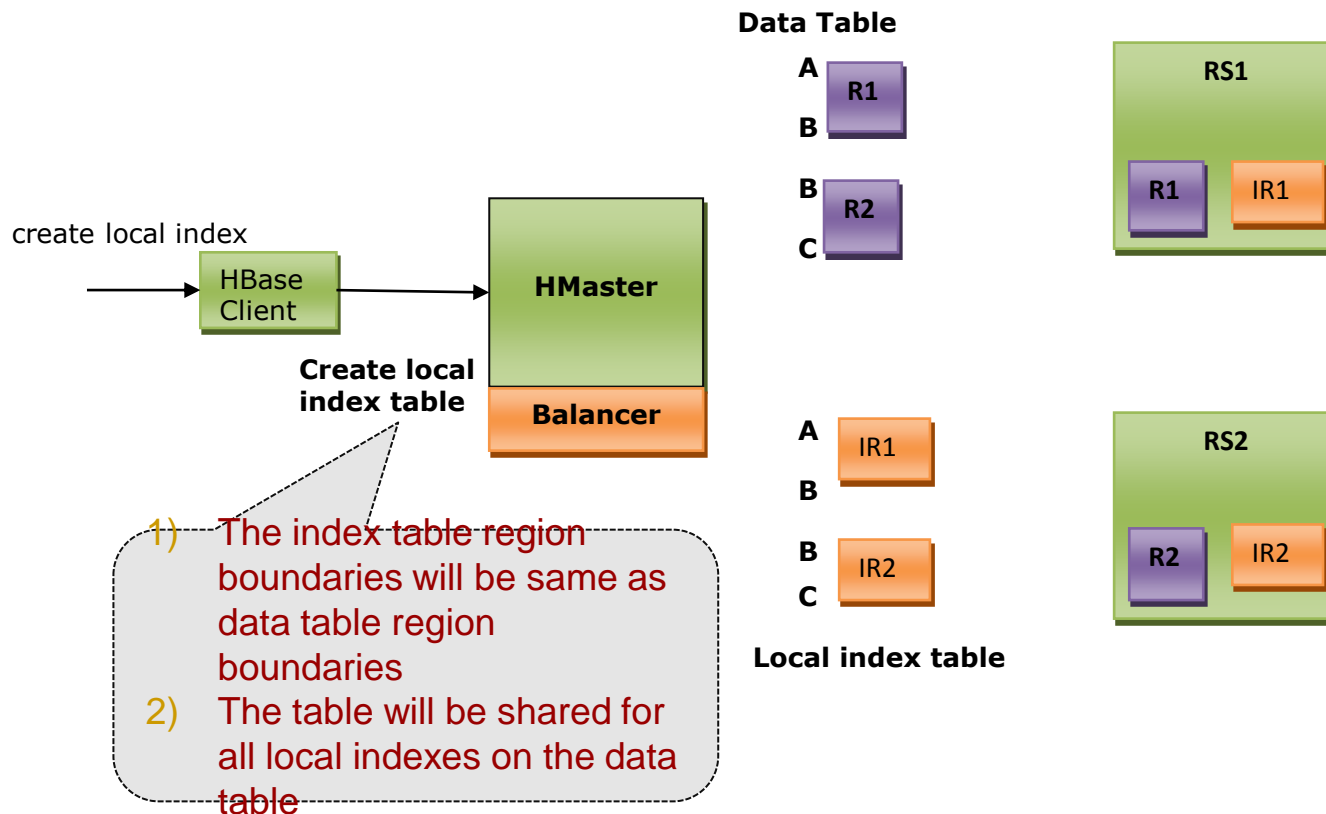 Data Table
A
R1
B
B
R2
C
RS1
R1
IR1
create local index
HBase
Client
HMaster
Balancer
Create local
index table
1) The index table region
boundaries will be same as
data table region
boundaries
2) The table will be shared for
all local indexes on the data
table
A
IR1
B
B
IR2
C
Local index table
RS2
R2
IR2